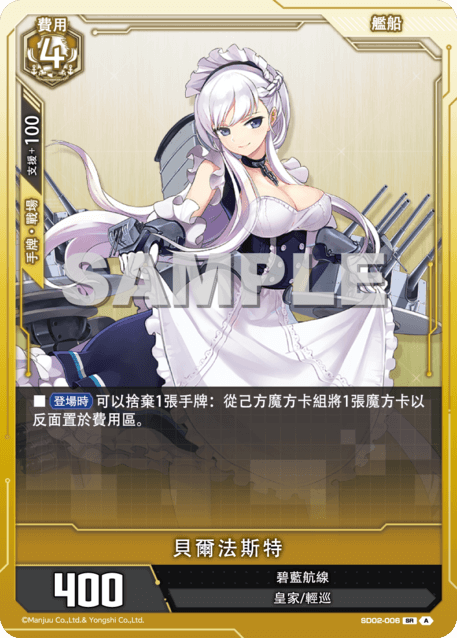 費用
4
艦船
支援+100
手牌・戰場
SAMPLE
■ 登場時 可以捨棄1張手牌：從己方魔方卡組將1張魔方卡以
反面置於費用區。
貝爾法斯特
400
碧藍航線
皇家/輕巡
©Manjuu Co.,Ltd.& Yongshi Co.,Ltd.
SD02-006 SR A